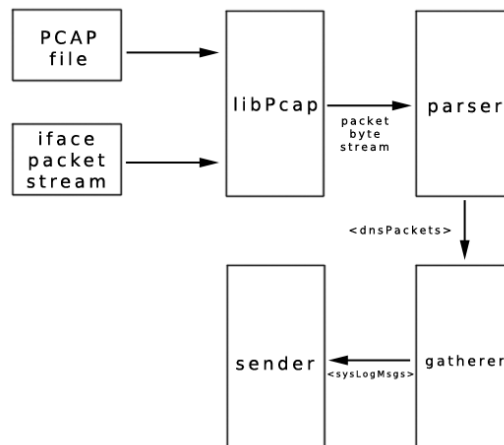 PCAP
file
libPcap
parser
iface
packet
stream
packet
byte
stream
<dnsPackets>
sender
<sysLogMsgs>
gatherer